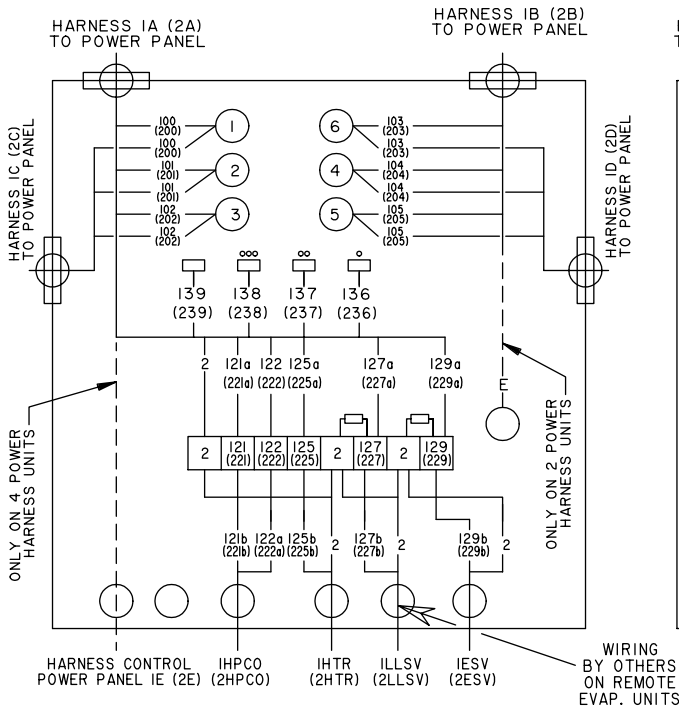 HARNESS 1A (2A)
TO POWER PANEL
HARNESS 1B (2B)
TO POWER PANEL
HARNESS 1C (2C)
TO POWER PANEL
HARNESS 1D (2D)
TO POWER PANEL
100
(200)
100
(200)
101
(201)
101
(201)
102
(202)
102
(202)
1
2
3
6
4
5
103
(203)
103
(203)
104
(204)
104
(204)
105
(205)
105
(205)
139
(239)
138
(238)
137
(237)
136
(236)
2
121a
(221a)
122
(222)
125a
(225a)
127a
(227a)
129a
(229a)
E
ONLY ON 4 POWER
HARNESS UNITS
ONLY ON 2 POWER
HARNESS UNITS
2
121
(221)
122
(222)
125
(225)
2
127
(227)
2
129
(229)
121b
(221b)
122a
(222a)
125b
(225b)
2
127b
(227b)
2
129b
(229b)
2
HARNESS CONTROL
POWER PANEL 1E (2E)
1HPCO
(2HPCO)
1HTR
(2HTR)
1LLSV
(2LLSV)
1ESV
(2ESV)
WIRING
BY OTHERS
ON REMOTE
EVAP. UNITS